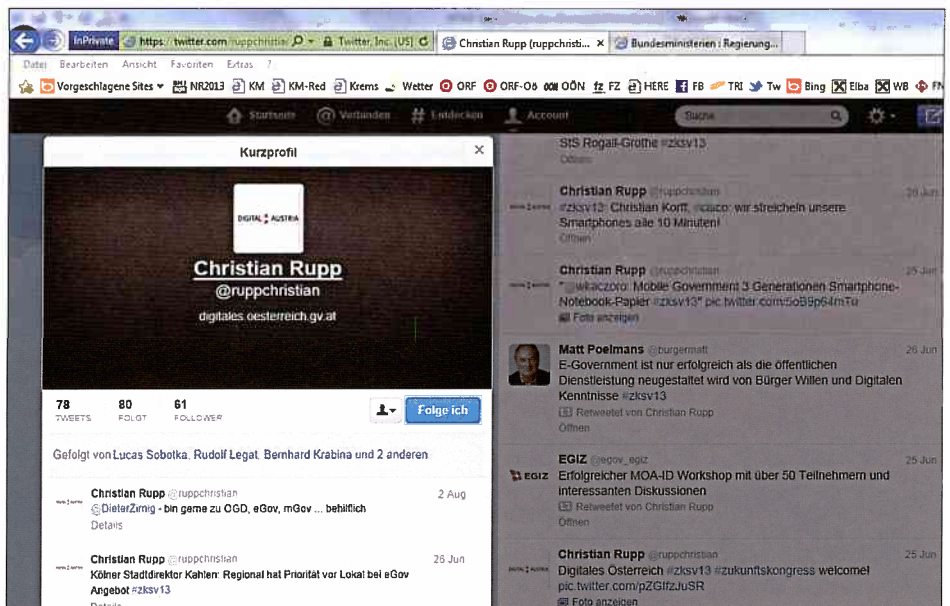 InPrivate https://twitter.com/ruppchristia Twitter, Inc. [US] Christian Rupp (ruppchristi... Bundesministerien : Regierung...
Datei Bearbeiten Ansicht Favoriten Extras ?
Vorgeschlagene Sites NR2013 KM KM-Red Krems Wetter ORF ORF-OÖ OÖN FZ HERE FB TRI Tw Bing Elba WB
Startseite Verbinden Entdecken Account Suche
Kurzprofil
DIGITAL AUSTRIA
Christian Rupp
@ruppchristian
digitales.oesterreich.gv.at
78 80 61
TWEETS FOLGT FOLLOWER
Folge ich
Gefolgt von Lucas Sobotka, Rudolf Legat, Bernhard Krabina und 2 anderen
Christian Rupp @ruppchristian 2 Aug
@DieterZirnig - bin gerne zu OGD, eGov, mGov ... behilflich
Details
Christian Rupp @ruppchristian 26 Jun
Kölner Stadtdirektor Kahlen: Regional hat Priorität vor Lokal bei eGov
Angebot #zksv13
Details
StS Rogall-Grothe #zksv13
Öffnen
Christian Rupp @ruppchristian 26 Jun
#zksv13: Christian Korff, #cisco: wir streicheln unsere
Smartphones alle 10 Minuten!
Öffnen
Christian Rupp @ruppchristian 25 Jun
"@wkaczoro: Mobile Government 3 Generationen Smartphone-
Notebook-Papier #zksv13" pic.twitter.com/5oB9p64mTu
Foto anzeigen
Matt Poelmans @burgermatt 26 Jun
E-Government ist nur erfolgreich als die öffentlichen
Dienstleistung neugestaltet wird von Bürger Willen und Digitalen
Kenntnisse #zksv13
Retweetet von Christian Rupp
Öffnen
EGIZ
EGIZ @egov_egiz 25 Jun
Erfolgreicher MOA-ID Workshop mit über 50 Teilnehmern und
interessanten Diskussionen
Retweetet von Christian Rupp
Öffnen
Christian Rupp @ruppchristian 25 Jun
Digitales Österreich #zksv13 #zukunftskongress welcome!
pic.twitter.com/pZGIfzJuSR
Foto anzeigen